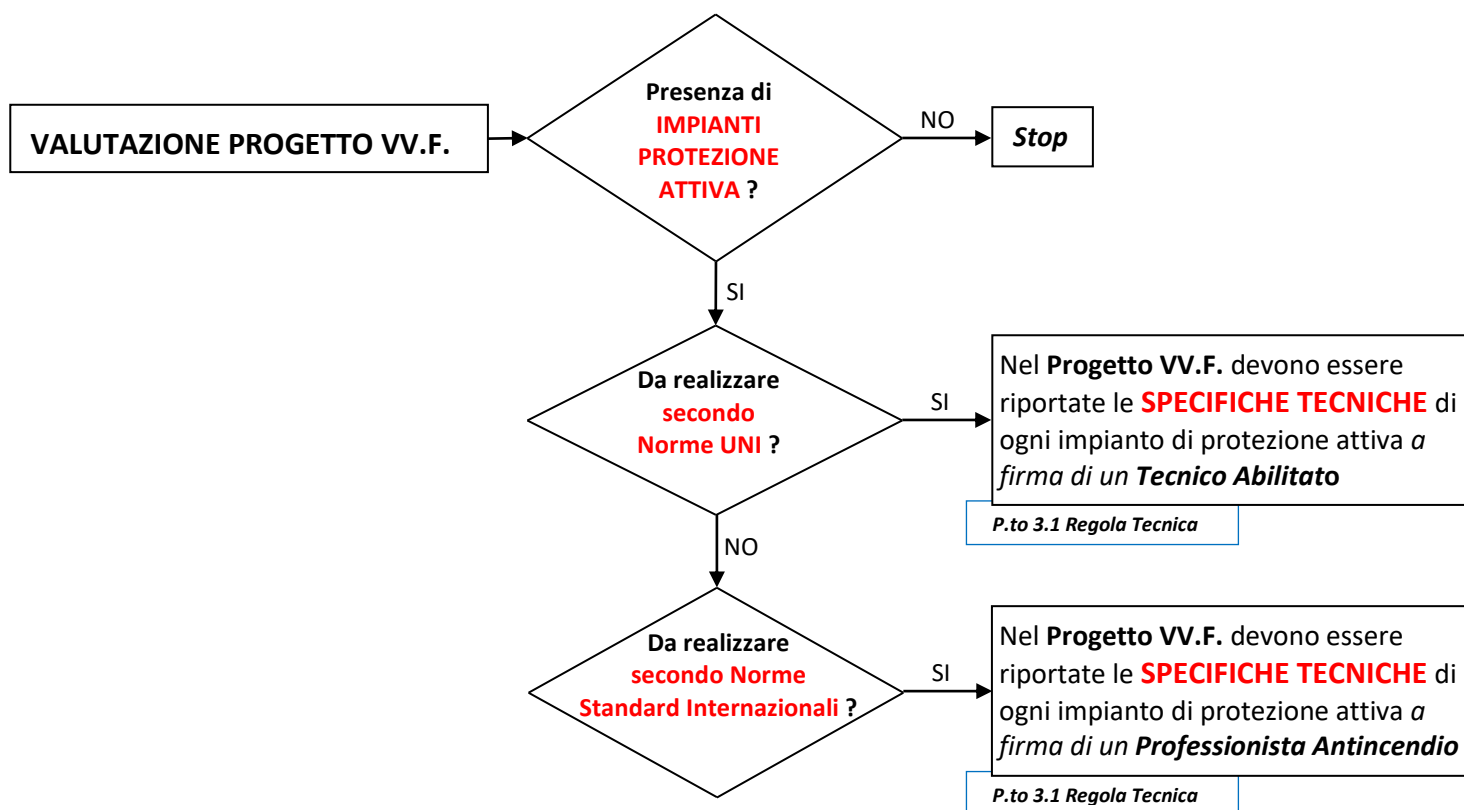 Presenza di
IMPIANTI
PROTEZIONE
ATTIVA ?
VALUTAZIONE PROGETTO VV.F.
NO
Stop
SI
Da realizzare
secondo
Norme UNI ?
SI
Nel Progetto VV.F. devono essere
riportate le SPECIFICHE TECNICHE di
ogni impianto di protezione attiva a
firma di un Tecnico Abilitato
P.to 3.1 Regola Tecnica
NO
Da realizzare
secondo Norme
Standard Internazionali ?
SI
Nel Progetto VV.F. devono essere
riportate le SPECIFICHE TECNICHE di
ogni impianto di protezione attiva a
firma di un Professionista Antincendio
P.to 3.1 Regola Tecnica